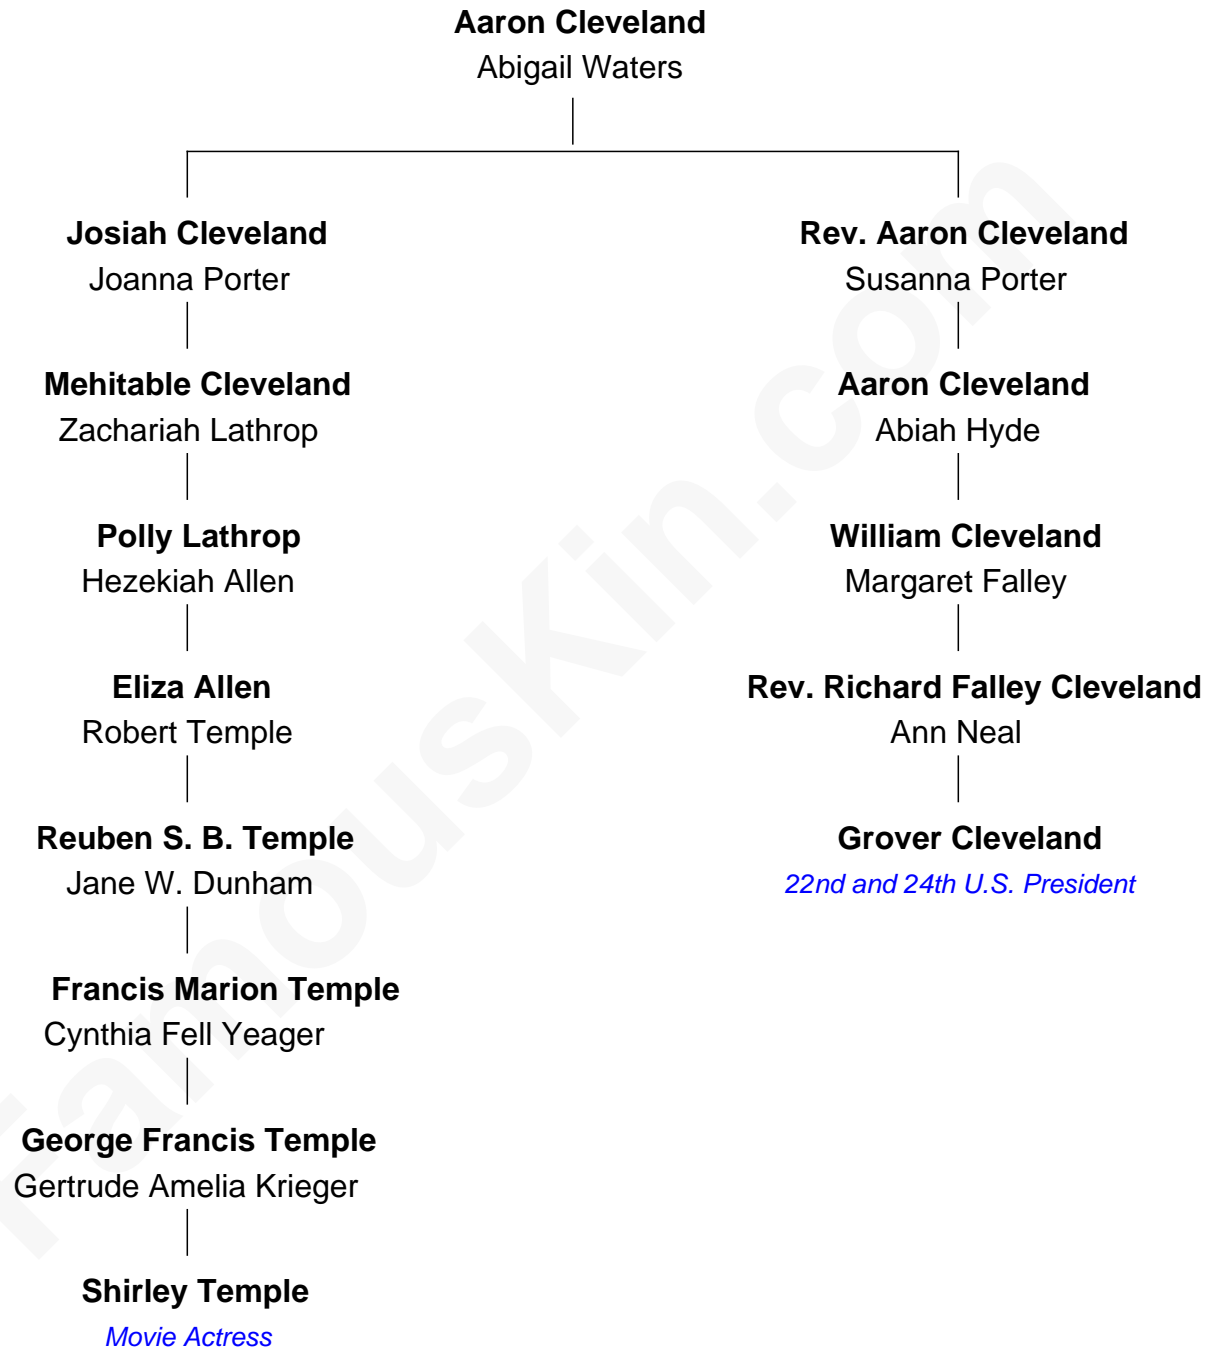 Aaron Cleveland
Abigail Waters
Josiah Cleveland
Joanna Porter
Rev. Aaron Cleveland
Susanna Porter
Mehitable Cleveland
Zachariah Lathrop
Aaron Cleveland
Abiah Hyde
Polly Lathrop
Hezekiah Allen
William Cleveland
Margaret Falley
Eliza Allen
Robert Temple
Rev. Richard Falley Cleveland
Ann Neal
Reuben S. B. Temple
Jane W. Dunham
Grover Cleveland
22nd and 24th U.S. President
Francis Marion Temple
Cynthia Fell Yeager
George Francis Temple
Gertrude Amelia Krieger
Shirley Temple
Movie Actress
FamousKin.com